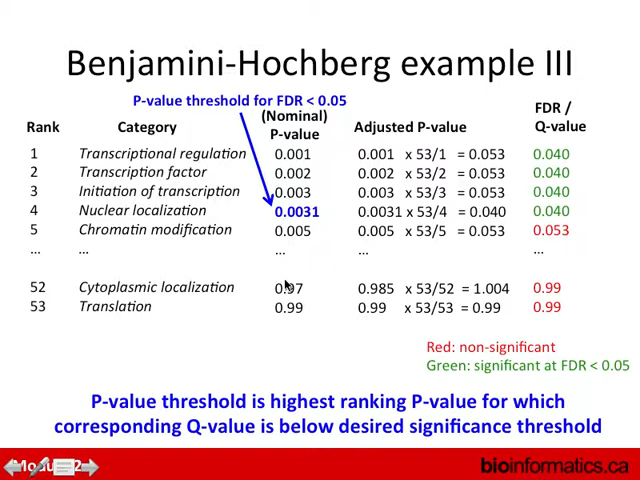 Benjamini-Hochberg example III
P-value threshold for FDR < 0.05
Rank Category (Nominal) P-value Adjusted P-value FDR / Q-value
1 Transcriptional regulation 0.001 0.001 x 53/1 = 0.053 0.040
2 Transcription factor 0.002 0.002 x 53/2 = 0.053 0.040
3 Initiation of transcription 0.003 0.003 x 53/3 = 0.053 0.040
4 Nuclear localization 0.0031 0.0031 x 53/4 = 0.040 0.040
5 Chromatin modification 0.005 0.005 x 53/5 = 0.053 0.053
... ... ... ... ...
52 Cytoplasmic localization 0.97 0.985 x 53/52 = 1.004 0.99
53 Translation 0.99 0.99 x 53/53 = 0.99 0.99
Red: non-significant
Green: significant at FDR < 0.05
P-value threshold is highest ranking P-value for which
corresponding Q-value is below desired significance threshold
bioinformatics.ca